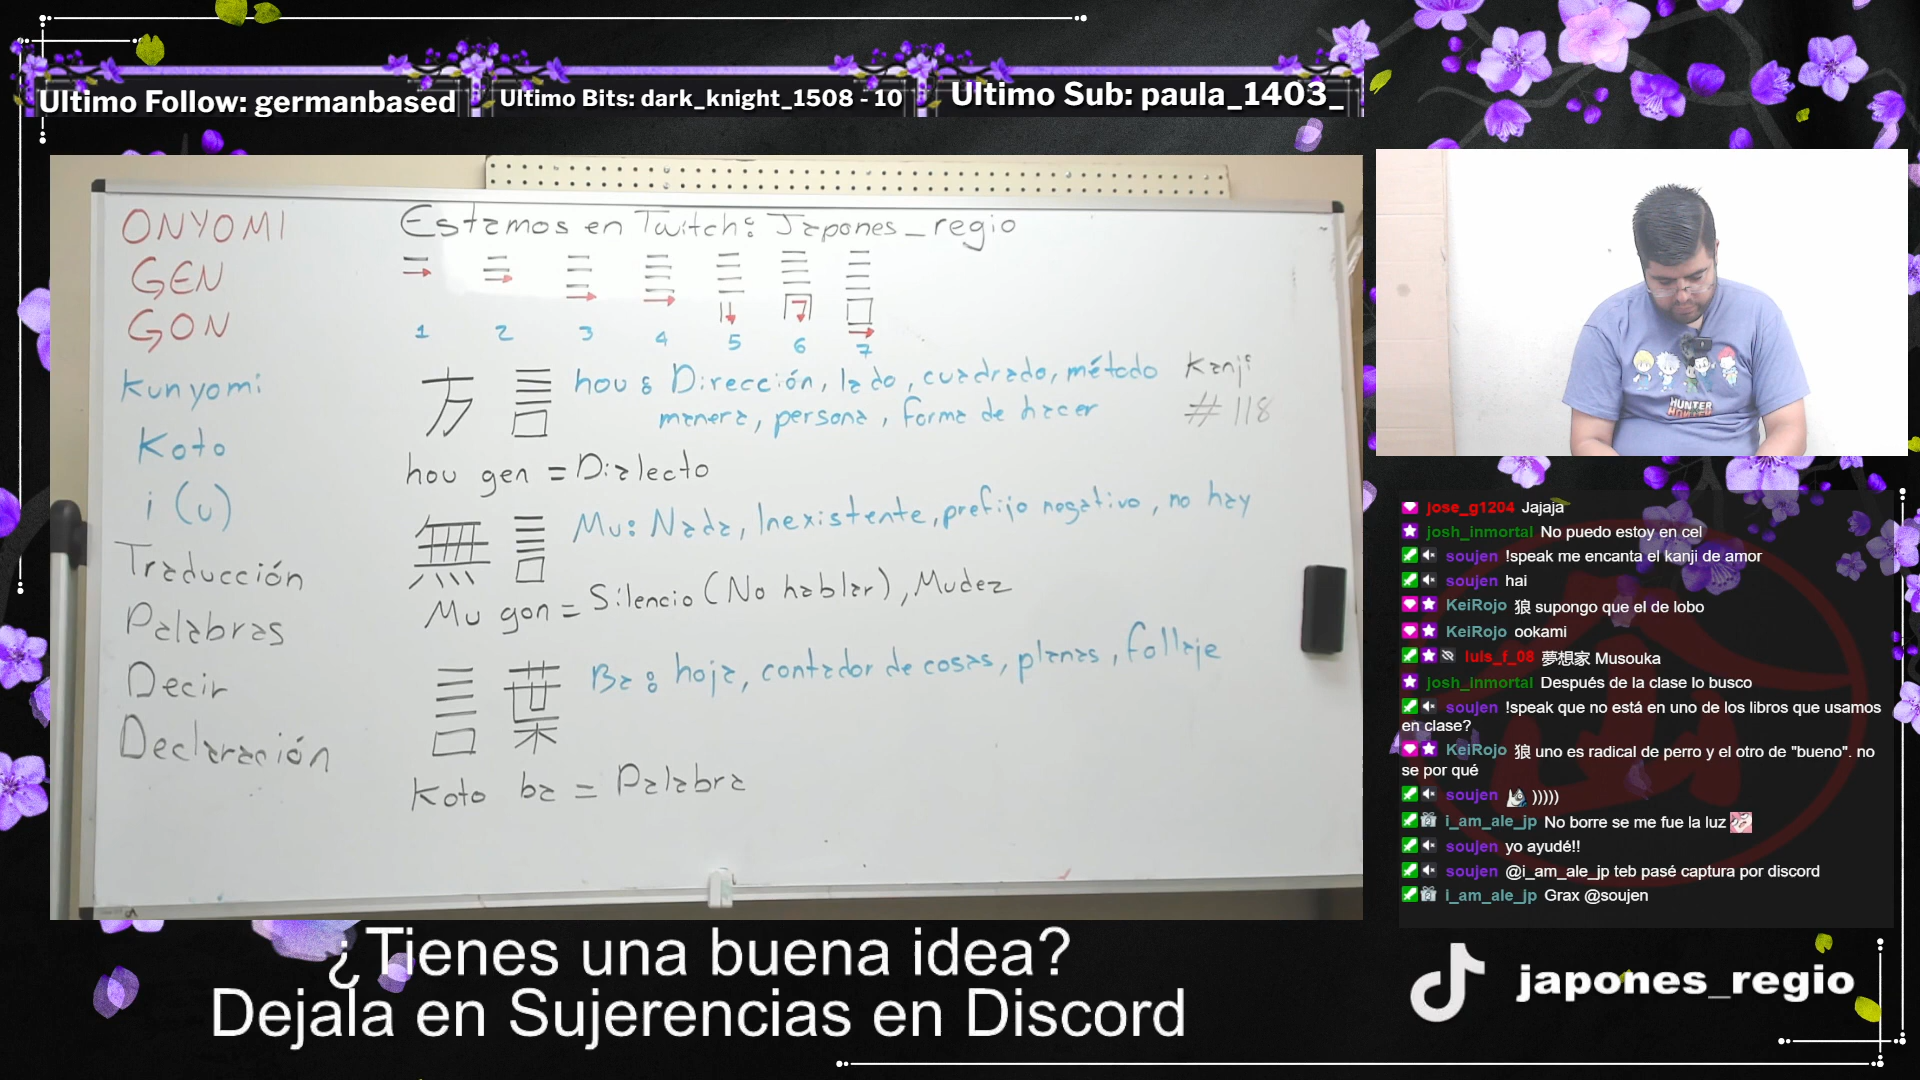 Ultimo Follow: germanbased
Ultimo Bits: dark_knight_1508 - 10
Ultimo Sub: paula_1403_
ONYOMI
GEN
GON
Kunyomi
Koto
i (u)
Traducción
Palabras
Decir
Declaración
Estamos en Twitch: Japones_regio
1 2 3 4 5 6 7
方言 hou: Dirección, lado, cuadrado, método
manera, persona, forma de hacer
Kanji
#118
hou gen = Dialecto
無言 Mu: Nada, Inexistente, prefijo negativo, no hay
Mu gon = Silencio (No hablar), Mudez
言葉 Ba: hoja, contador de cosas, planas, follaje
Koto ba = Palabra
HUNTER
HUNTER
jose_g1204 Jajaja
josh_inmortal No puedo estoy en cel
soujen !speak me encanta el kanji de amor
soujen hai
KeiRojo 狼 supongo que el de lobo
KeiRojo ookami
luis_f_08 夢想家 Musouka
josh_inmortal Después de la clase lo busco
soujen !speak que no está en uno de los libros que usamos
en clase?
KeiRojo 狼 uno es radical de perro y el otro de "bueno". no
se por qué
soujen )))))
i_am_ale_jp No borre se me fue la luz
soujen yo ayudé!!
soujen @i_am_ale_jp teb pasé captura por discord
i_am_ale_jp Grax @soujen
¿Tienes una buena idea?
Dejala en Sujerencias en Discord
japones_regio